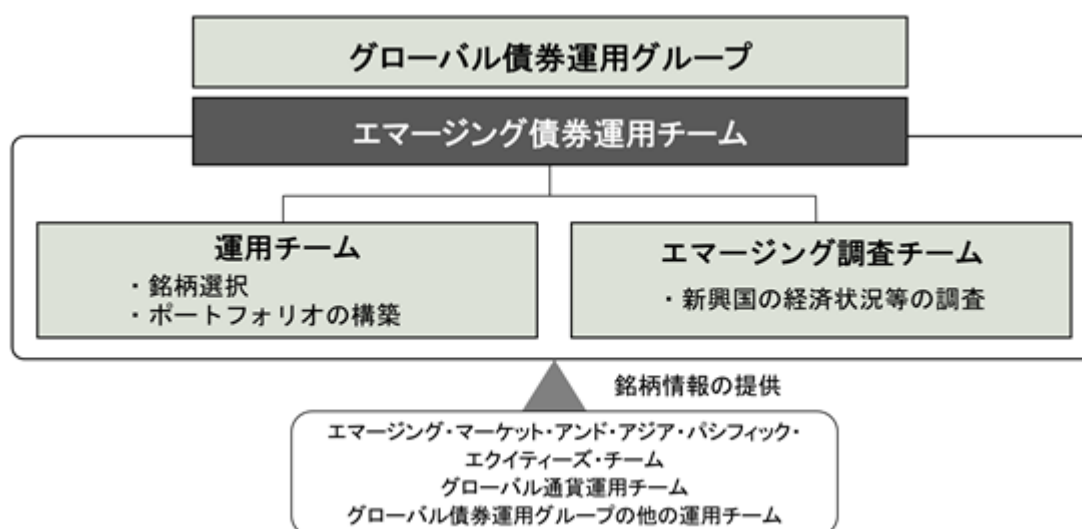 グローバル債券運用グループ
エマージング債券運用チーム
運用チーム
・銘柄選択
・ポートフォリオの構築
エマージング調査チーム
・新興国の経済状況等の調査
銘柄情報の提供
エマージング・マーケット・アンド・アジア・パシフィック・
エクイティーズ・チーム
グローバル通貨運用チーム
グローバル債券運用グループの他の運用チーム